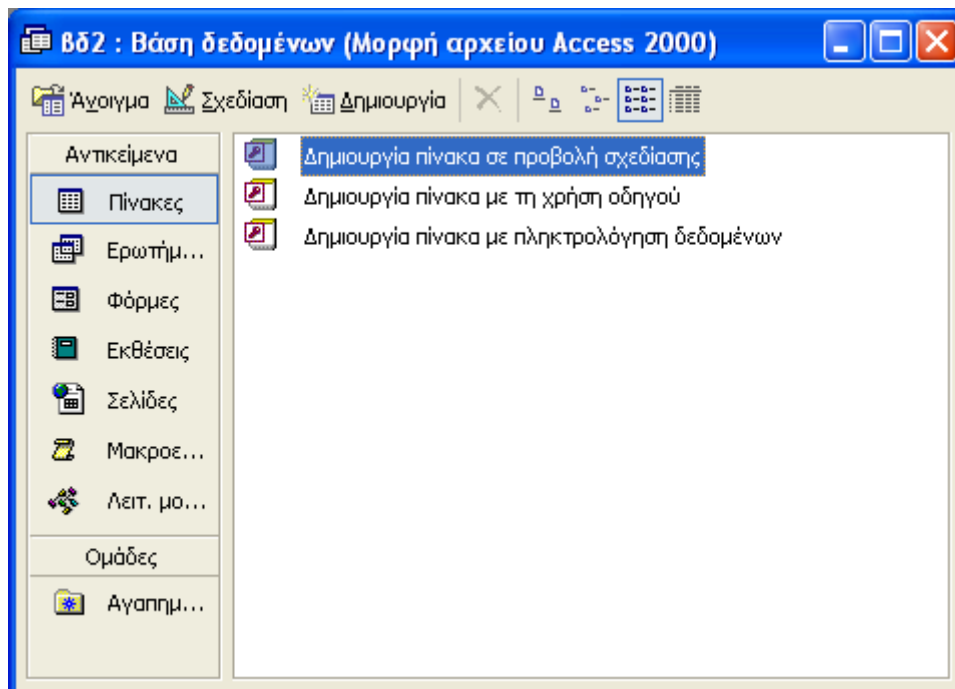 βδ2 : Βάση δεδομένων (Μορφή αρχείου Access 2000)
Άνοιγμα Σχεδίαση Δημιουργία
Αντικείμενα
Πίνακες
Ερωτήμ...
Φόρμες
Εκθέσεις
Σελίδες
Μακροε...
Λειτ. μο...
Ομάδες
Αγαπημ...
Δημιουργία πίνακα σε προβολή σχεδίασης
Δημιουργία πίνακα με τη χρήση οδηγού
Δημιουργία πίνακα με πληκτρολόγηση δεδομένων